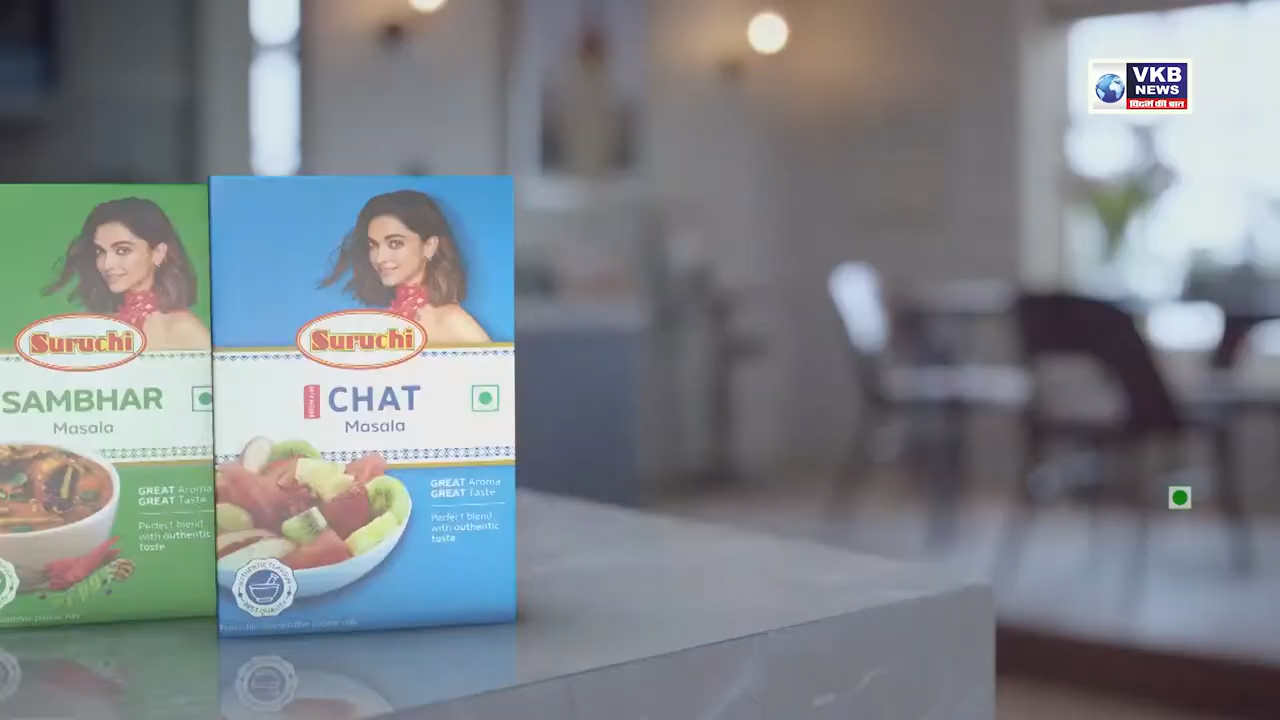 VKB
NEWS
विदर्भ की बात
Suruchi
SAMBHAR
Masala
GREAT Aroma
GREAT Taste
Perfect blend
with authentic
taste
Suruchi
CHAT
Masala
GREAT Aroma
GREAT Taste
Perfect blend
with authentic
taste